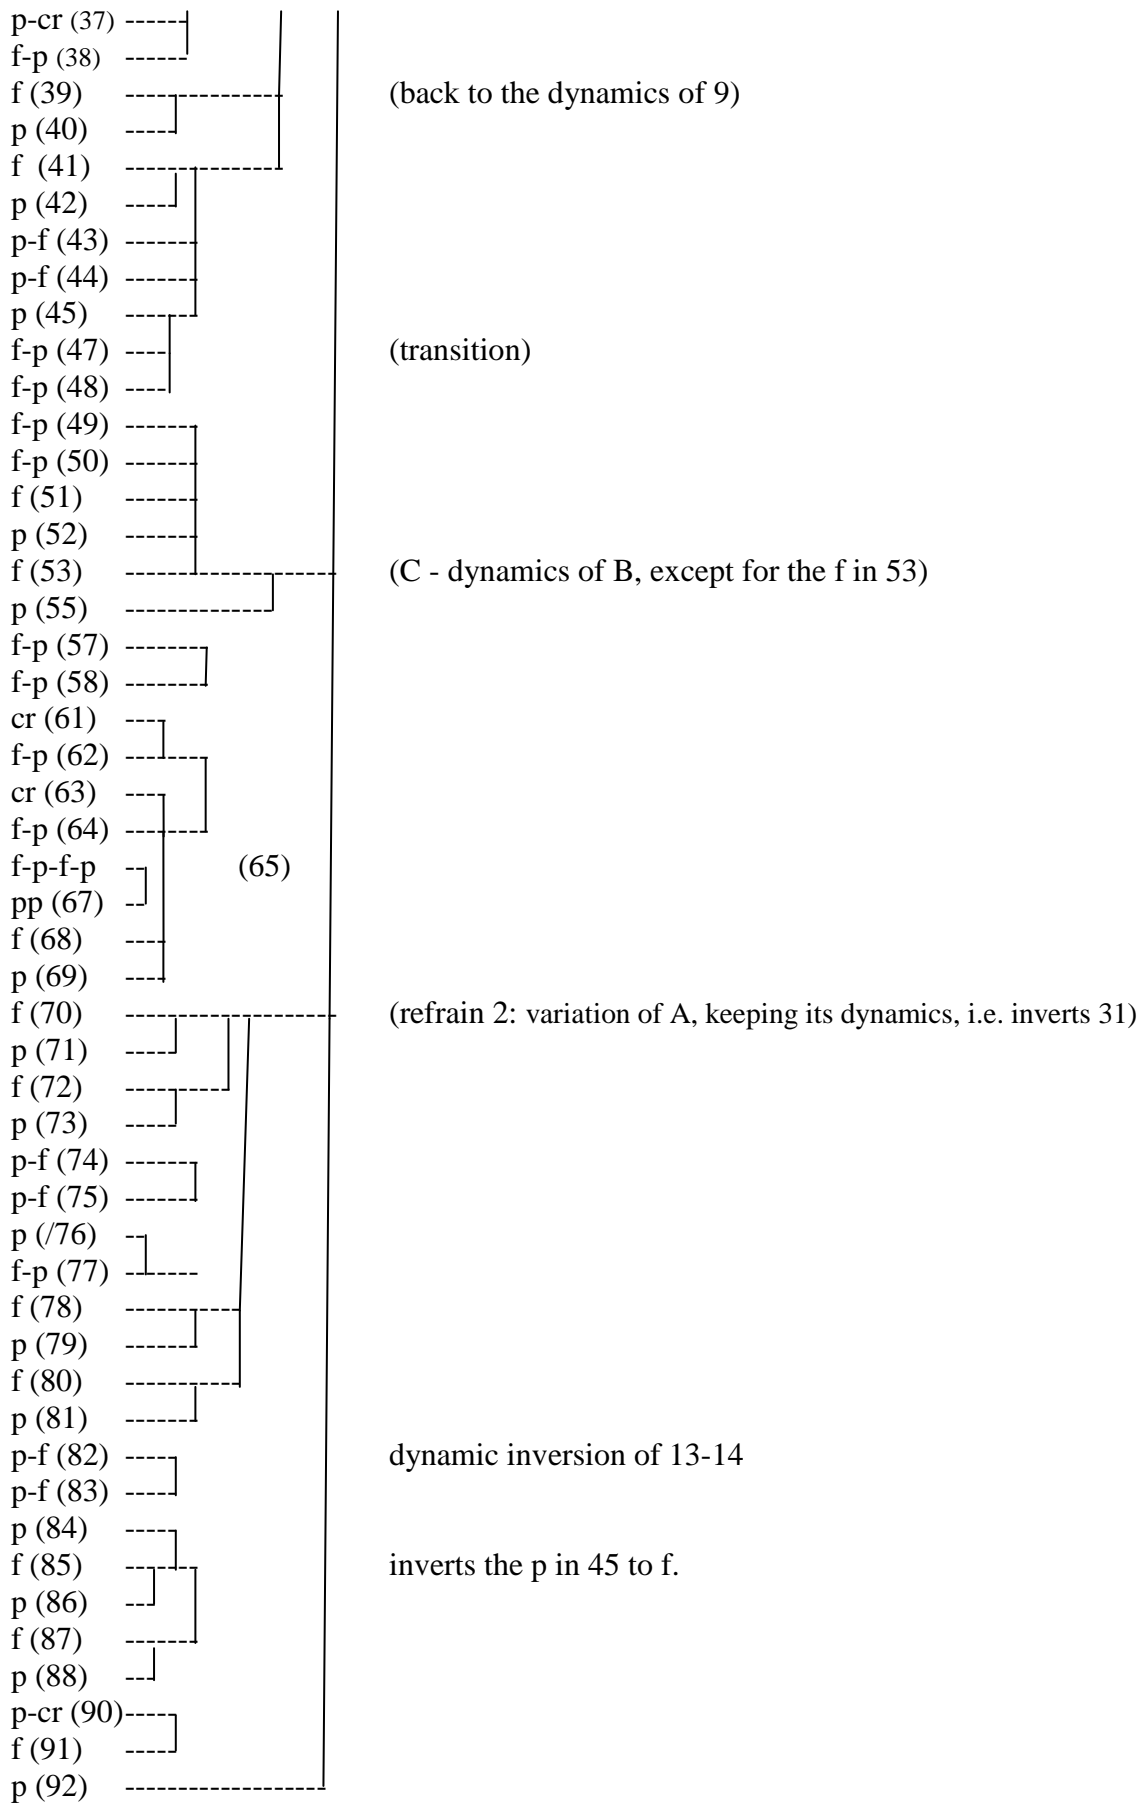 p-cr (37)
f-p (38)
f (39) (back to the dynamics of 9)
p (40)
f (41)
p (42)
p-f (43)
p-f (44)
p (45)
f-p (47) (transition)
f-p (48)
f-p (49)
f-p (50)
f (51)
p (52)
f (53) (C - dynamics of B, except for the f in 53)
p (55)
f-p (57)
f-p (58)
cr (61)
f-p (62)
cr (63)
f-p (64)
f-p-f-p (65)
pp (67)
f (68)
p (69)
f (70) (refrain 2: variation of A, keeping its dynamics, i.e. inverts 31)
p (71)
f (72)
p (73)
p-f (74)
p-f (75)
p (/76)
f-p (77)
f (78)
p (79)
f (80)
p (81)
p-f (82) dynamic inversion of 13-14
p-f (83)
p (84)
f (85) inverts the p in 45 to f.
p (86)
f (87)
p (88)
p-cr (90)
f (91)
p (92)